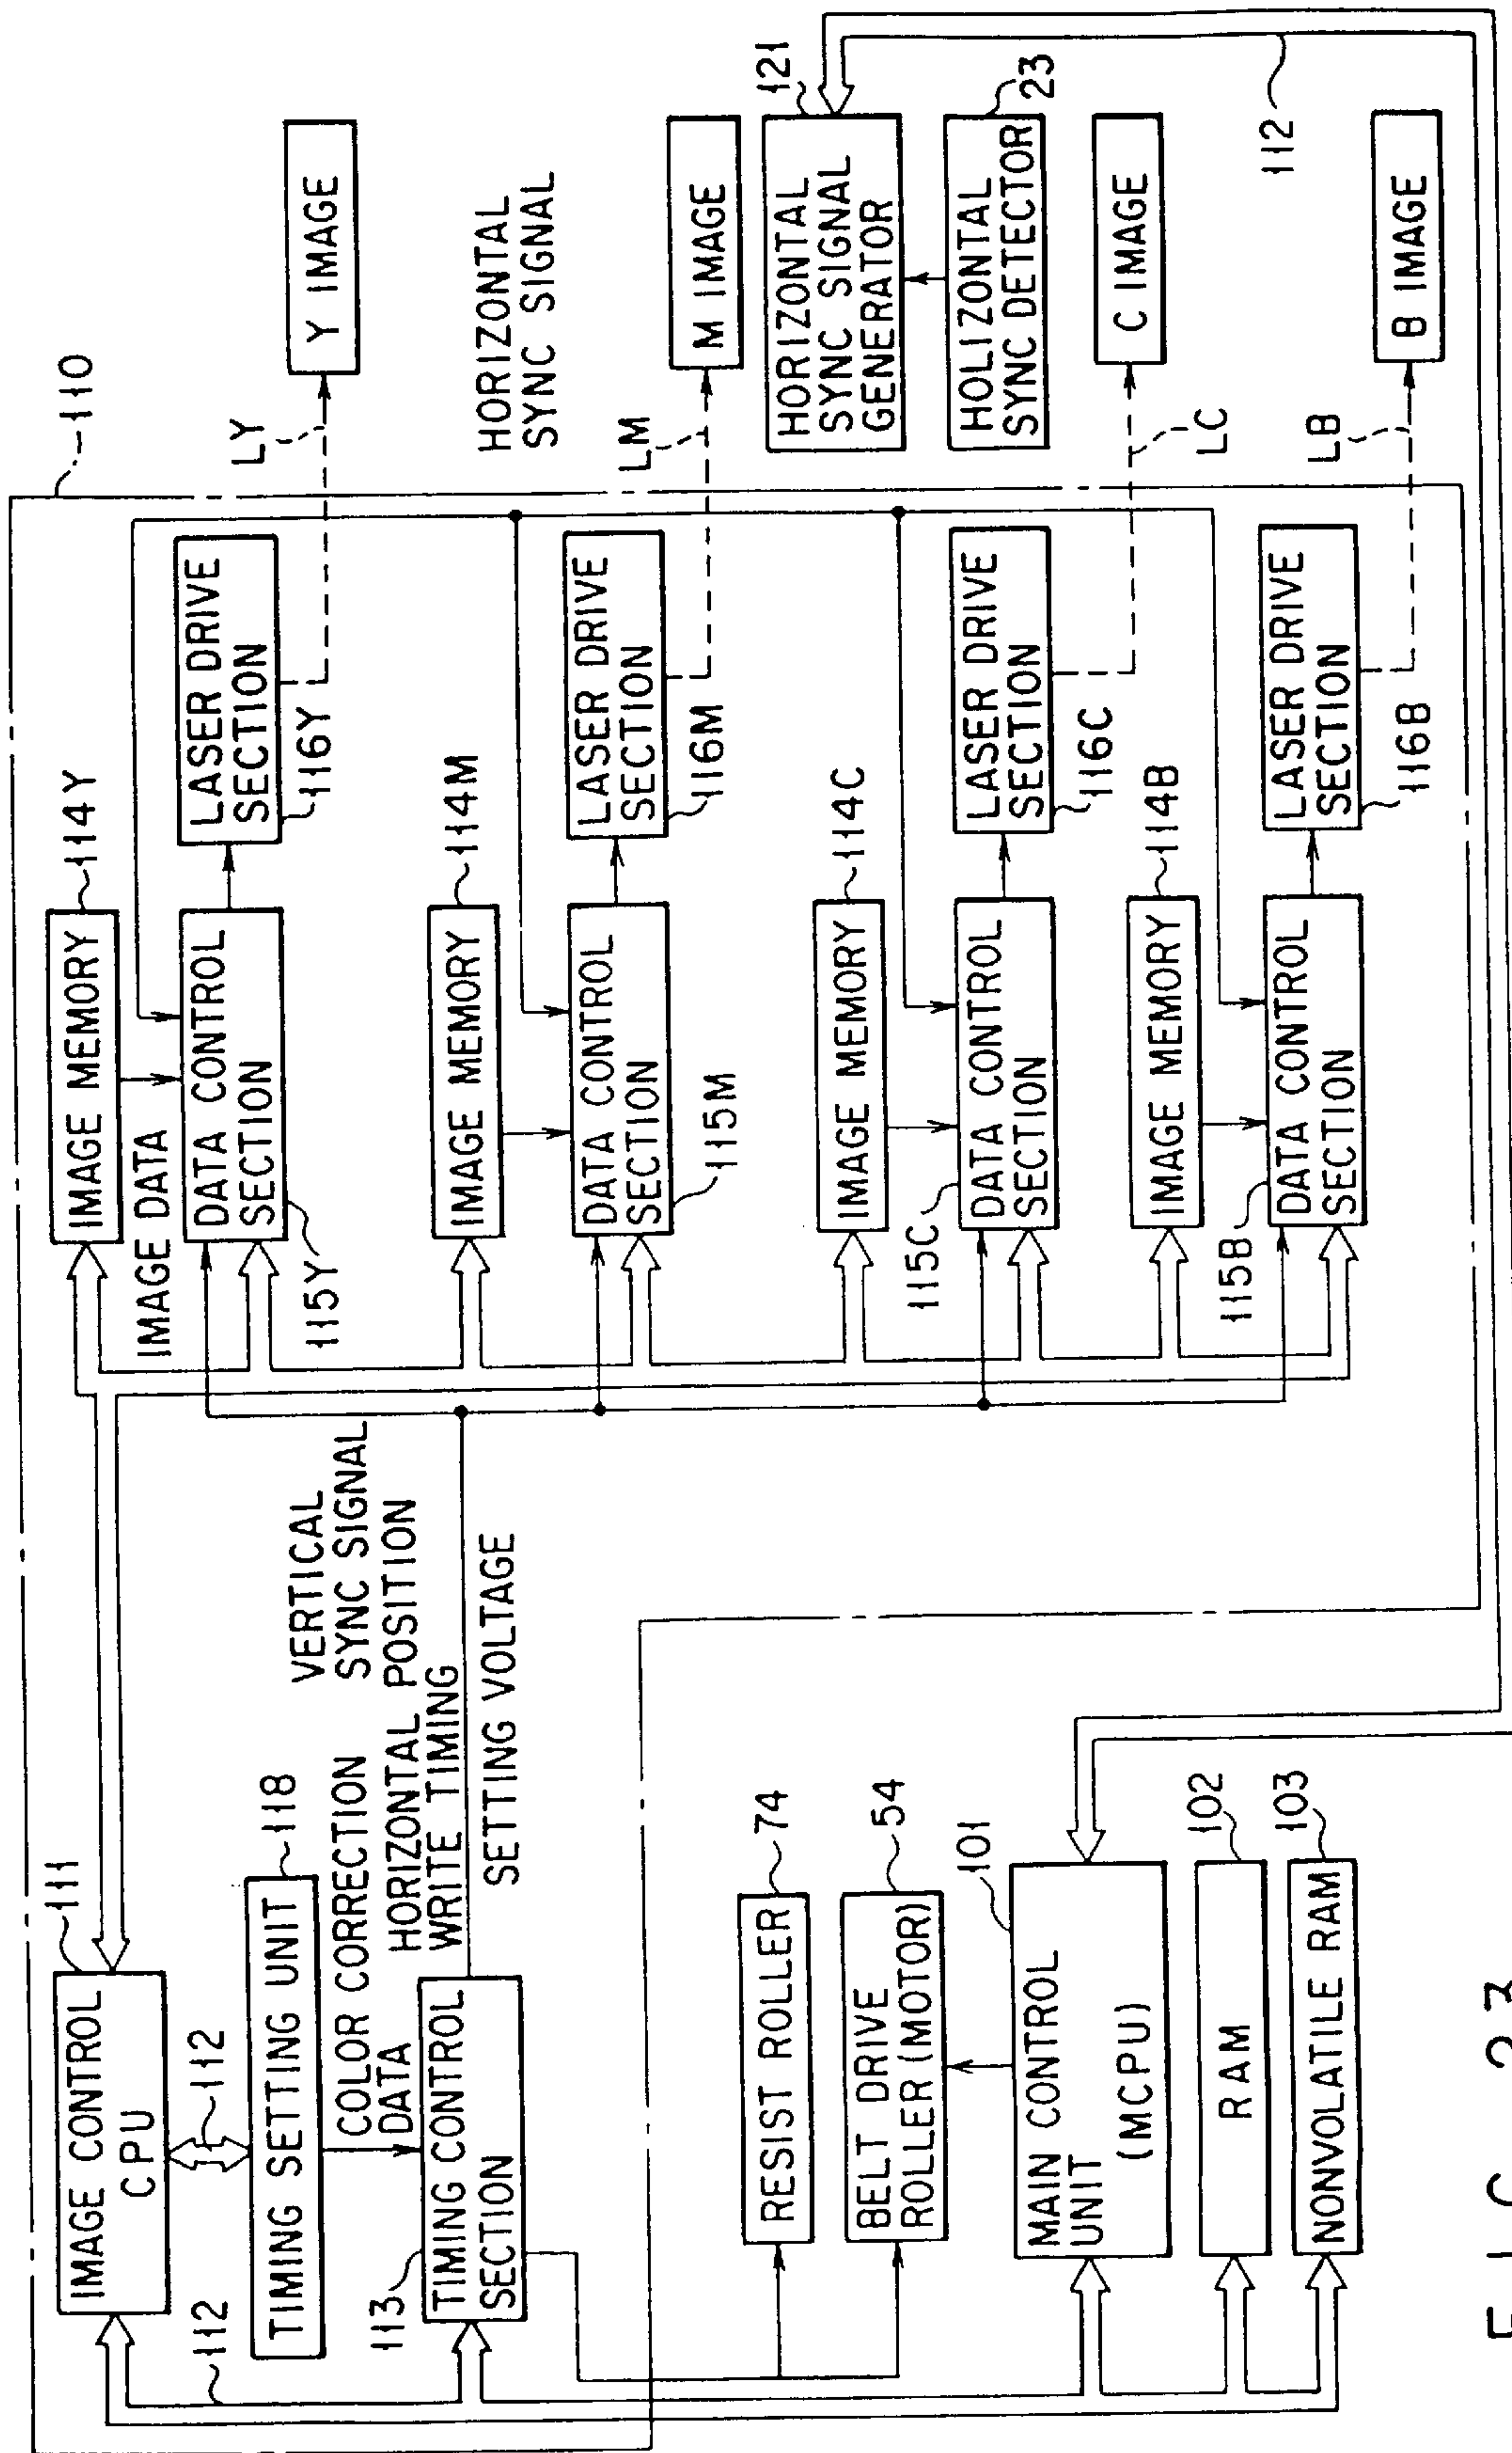 110
111
IMAGE CONTROL
CPU
112
112
118
TIMING SETTING UNIT
COLOR CORRECTION
DATA
113
TIMING CONTROL
SECTION
VERTICAL
SYNC SIGNAL
HORIZONTAL POSITION
WRITE TIMING
SETTING VOLTAGE
IMAGE MEMORY
114Y
IMAGE DATA
DATA CONTROL
SECTION
115Y
LASER DRIVE
SECTION
116Y
LY
Y IMAGE
HORIZONTAL
SYNC SIGNAL
IMAGE MEMORY
114M
DATA CONTROL
SECTION
115M
LASER DRIVE
SECTION
116M
LM
M IMAGE
121
HORIZONTAL
SYNC SIGNAL
GENERATOR
23
HOLIZONTAL
SYNC DETECTOR
IMAGE MEMORY
114C
115C
DATA CONTROL
SECTION
LASER DRIVE
SECTION
116C
LC
C IMAGE
IMAGE MEMORY
114B
115B
DATA CONTROL
SECTION
LASER DRIVE
SECTION
116B
LB
B IMAGE
112
RESIST ROLLER
74
BELT DRIVE
ROLLER (MOTOR)
54
101
MAIN CONTROL
UNIT
(MCPU)
RAM
102
NONVOLATILE RAM
103
FIG. 23